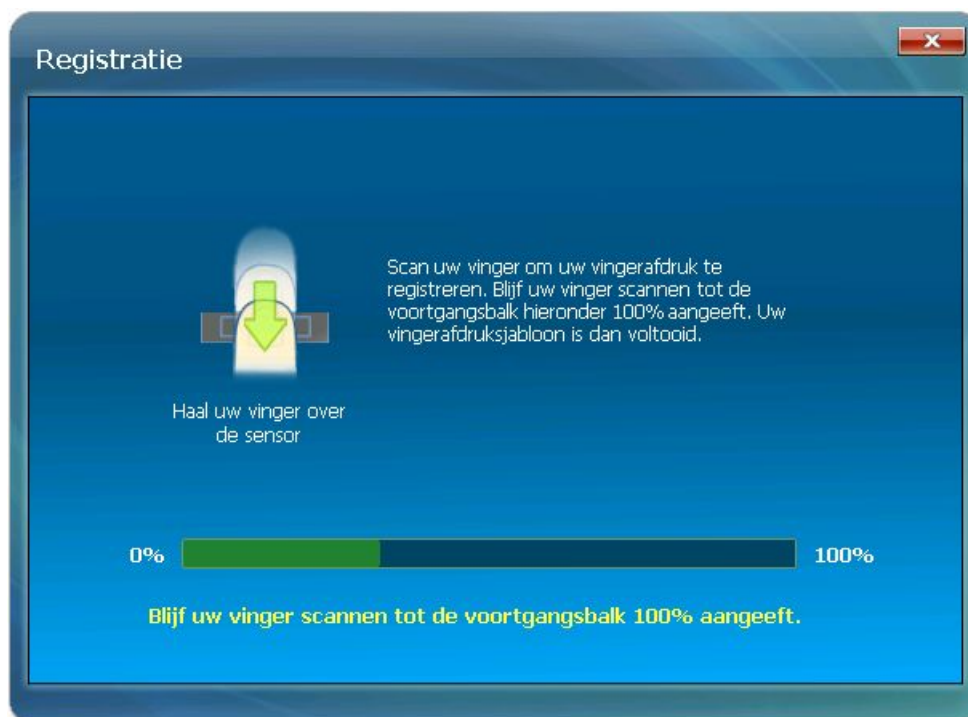 Registratie
Scan uw vinger om uw vingerafdruk te
registreren. Blijf uw vinger scannen tot de
voortgangsbalk hieronder 100% aangeeft. Uw
vingerafdruksjabloon is dan voltooid.
Haal uw vinger over
de sensor
0%
100%
Blijf uw vinger scannen tot de voortgangsbalk 100% aangeeft.